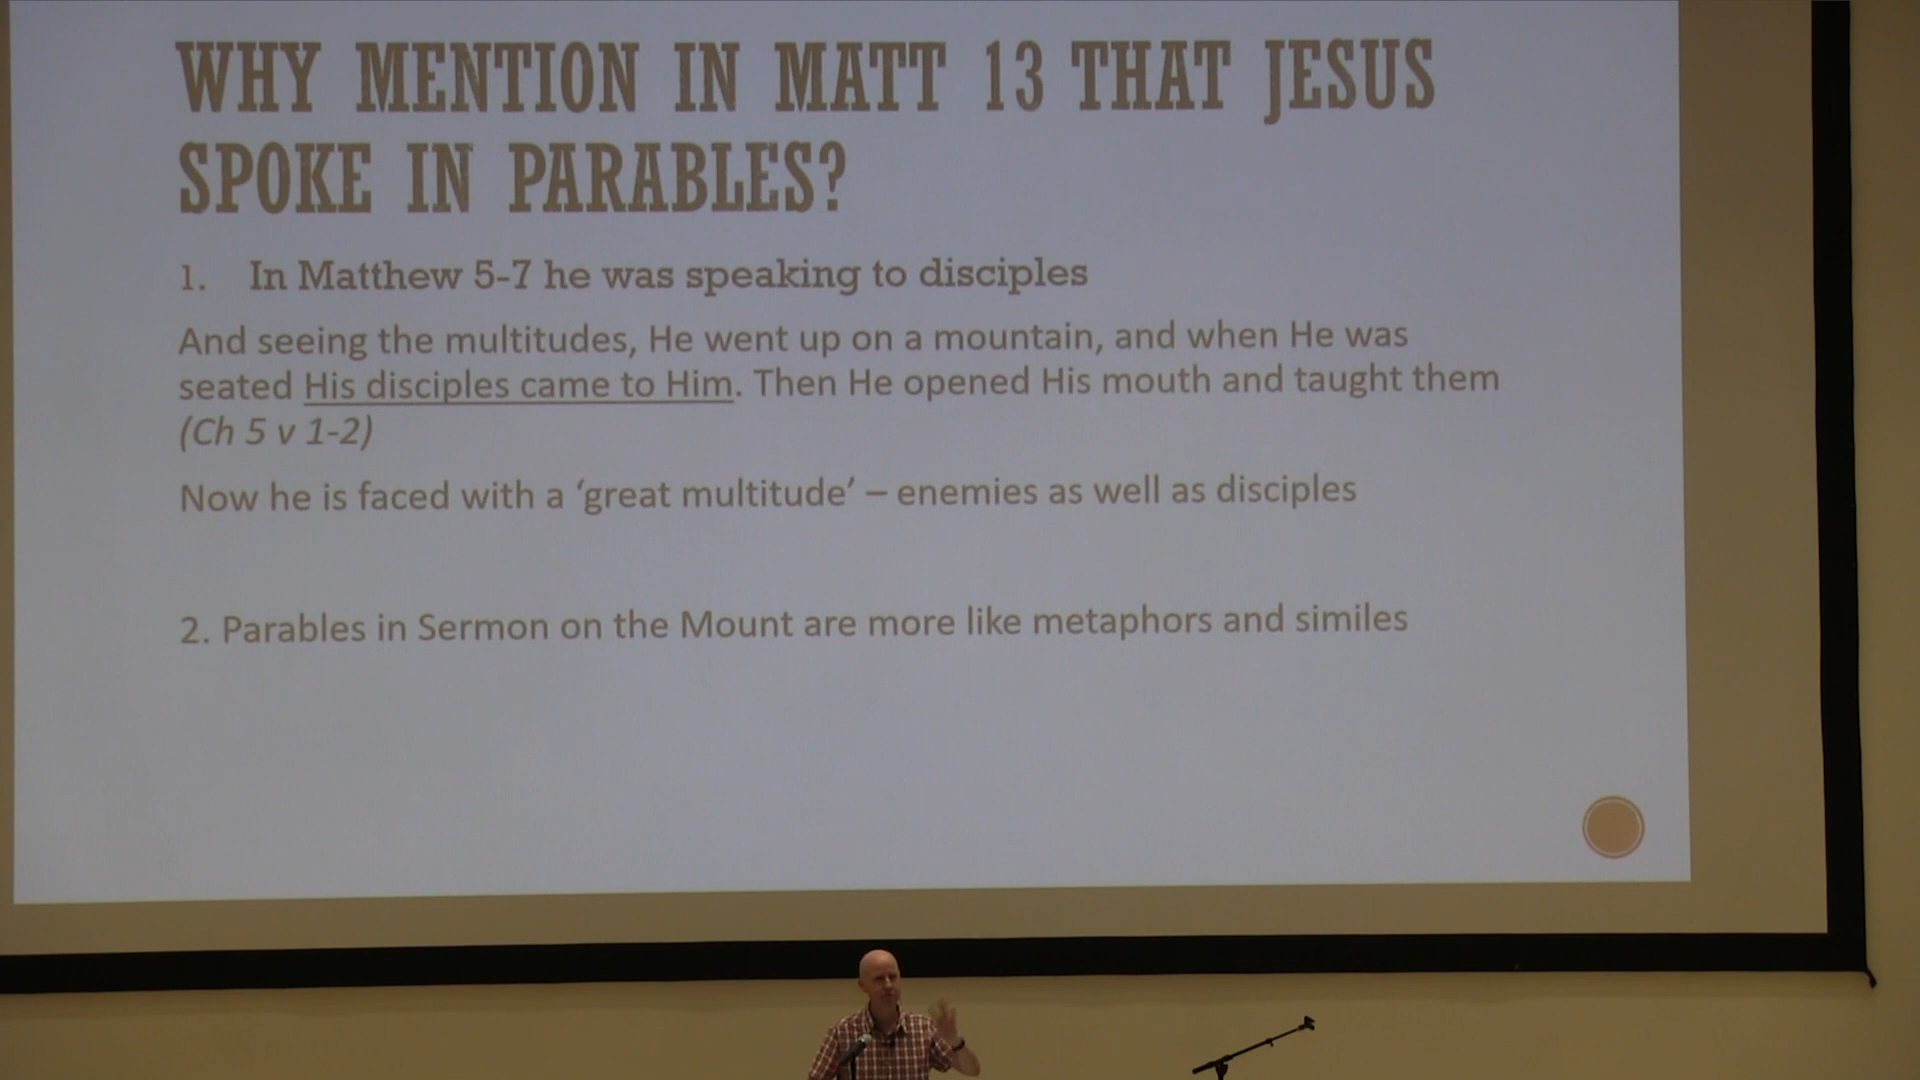 WHY MENTION IN MATT 13 THAT JESUS
SPOKE IN PARABLES?
1. In Matthew 5-7 he was speaking to disciples
And seeing the multitudes, He went up on a mountain, and when He was
seated His disciples came to Him. Then He opened His mouth and taught them
(Ch 5 v 1-2)
Now he is faced with a ‘great multitude’ – enemies as well as disciples
2. Parables in Sermon on the Mount are more like metaphors and similes